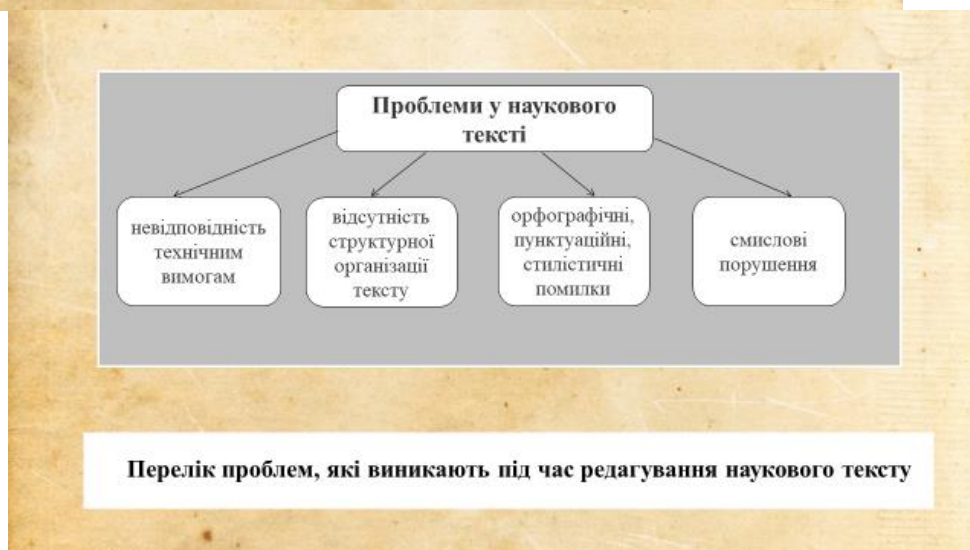 Проблеми у наукового
тексті
невідповідність
технічним
вимогам
відсутність
структурної
організації
тексту
орфографічні,
пунктуаційні,
стилістичні
помилки
смислові
порушення
Перелік проблем, які виникають під час редагування наукового тексту